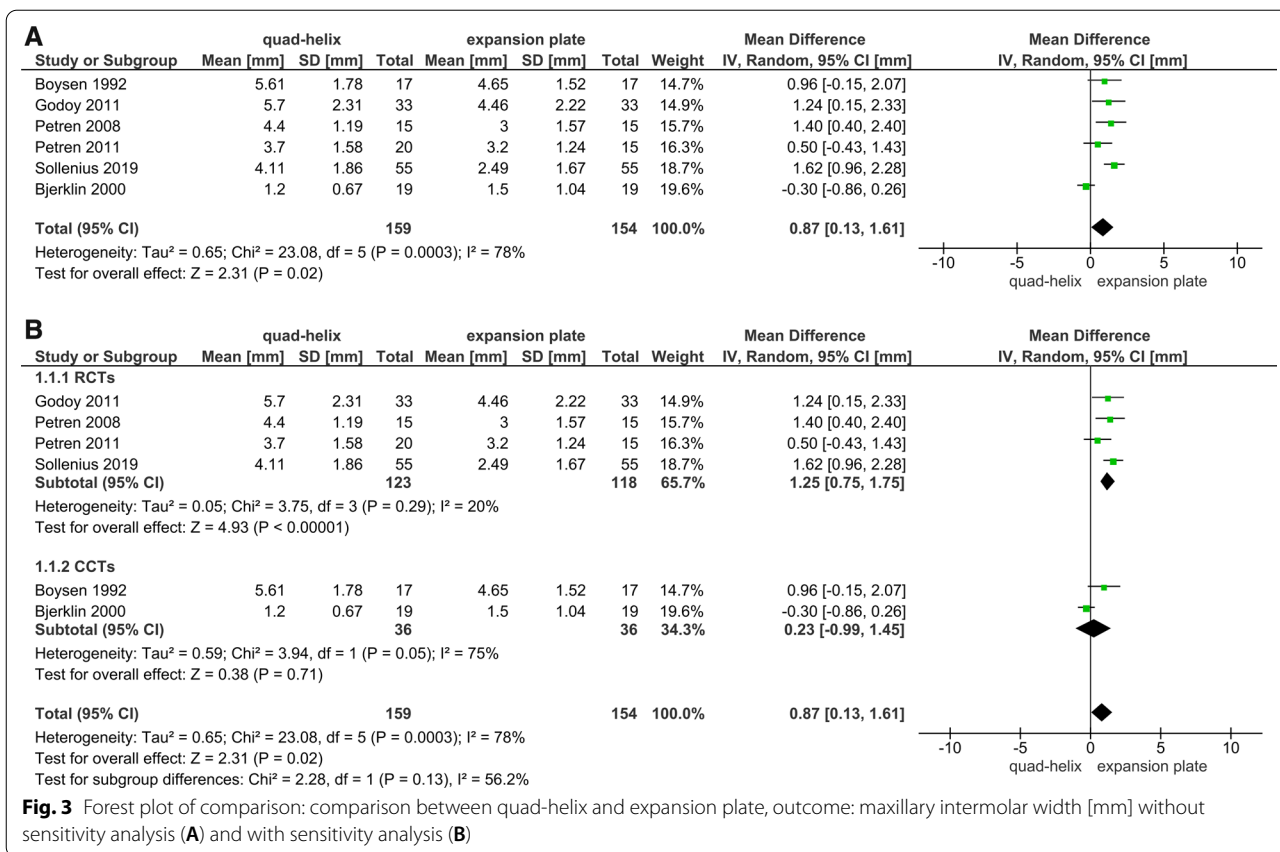 A
quad-helix expansion plate Mean Difference Mean Difference
Study or Subgroup Mean [mm] SD [mm] Total Mean [mm] SD [mm] Total Weight IV, Random, 95% CI [mm] IV, Random, 95% CI [mm]
Boysen 1992 5.61 1.78 17 4.65 1.52 17 14.7% 0.96 [-0.15, 2.07]
Godoy 2011 5.7 2.31 33 4.46 2.22 33 14.9% 1.24 [0.15, 2.33]
Petren 2008 4.4 1.19 15 3 1.57 15 15.7% 1.40 [0.40, 2.40]
Petren 2011 3.7 1.58 20 3.2 1.24 15 16.3% 0.50 [-0.43, 1.43]
Sollenius 2019 4.11 1.86 55 2.49 1.67 55 18.7% 1.62 [0.96, 2.28]
Bjerklin 2000 1.2 0.67 19 1.5 1.04 19 19.6% -0.30 [-0.86, 0.26]
Total (95% CI) 159 154 100.0% 0.87 [0.13, 1.61]
Heterogeneity: Tau² = 0.65; Chi² = 23.08, df = 5 (P = 0.0003); I² = 78%
Test for overall effect: Z = 2.31 (P = 0.02)
-10 -5 0 5 10
quad-helix expansion plate
B
quad-helix expansion plate Mean Difference Mean Difference
Study or Subgroup Mean [mm] SD [mm] Total Mean [mm] SD [mm] Total Weight IV, Random, 95% CI [mm] IV, Random, 95% CI [mm]
1.1.1 RCTs
Godoy 2011 5.7 2.31 33 4.46 2.22 33 14.9% 1.24 [0.15, 2.33]
Petren 2008 4.4 1.19 15 3 1.57 15 15.7% 1.40 [0.40, 2.40]
Petren 2011 3.7 1.58 20 3.2 1.24 15 16.3% 0.50 [-0.43, 1.43]
Sollenius 2019 4.11 1.86 55 2.49 1.67 55 18.7% 1.62 [0.96, 2.28]
Subtotal (95% CI) 123 118 65.7% 1.25 [0.75, 1.75]
Heterogeneity: Tau² = 0.05; Chi² = 3.75, df = 3 (P = 0.29); I² = 20%
Test for overall effect: Z = 4.93 (P < 0.00001)
1.1.2 CCTs
Boysen 1992 5.61 1.78 17 4.65 1.52 17 14.7% 0.96 [-0.15, 2.07]
Bjerklin 2000 1.2 0.67 19 1.5 1.04 19 19.6% -0.30 [-0.86, 0.26]
Subtotal (95% CI) 36 36 34.3% 0.23 [-0.99, 1.45]
Heterogeneity: Tau² = 0.59; Chi² = 3.94, df = 1 (P = 0.05); I² = 75%
Test for overall effect: Z = 0.38 (P = 0.71)
Total (95% CI) 159 154 100.0% 0.87 [0.13, 1.61]
Heterogeneity: Tau² = 0.65; Chi² = 23.08, df = 5 (P = 0.0003); I² = 78%
Test for overall effect: Z = 2.31 (P = 0.02)
Test for subgroup differences: Chi² = 2.28, df = 1 (P = 0.13), I² = 56.2%
-10 -5 0 5 10
quad-helix expansion plate
Fig. 3 Forest plot of comparison: comparison between quad-helix and expansion plate, outcome: maxillary intermolar width [mm] without
sensitivity analysis (A) and with sensitivity analysis (B)